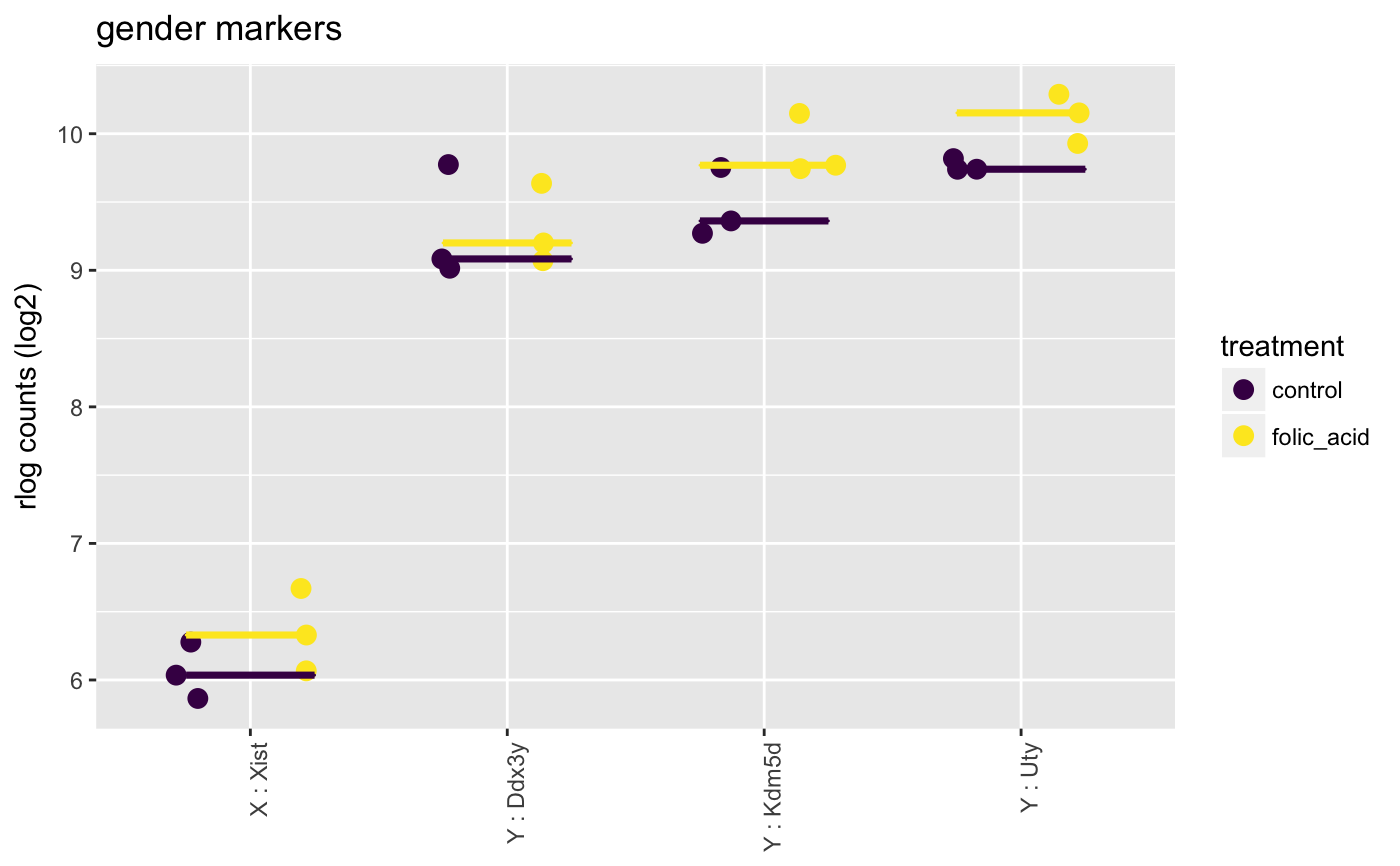 gender markers
rlog counts (log2)
10
9
8
7
6
X : Xist
Y : Ddx3y
Y : Kdm5d
Y : Uty
treatment
control
folic_acid